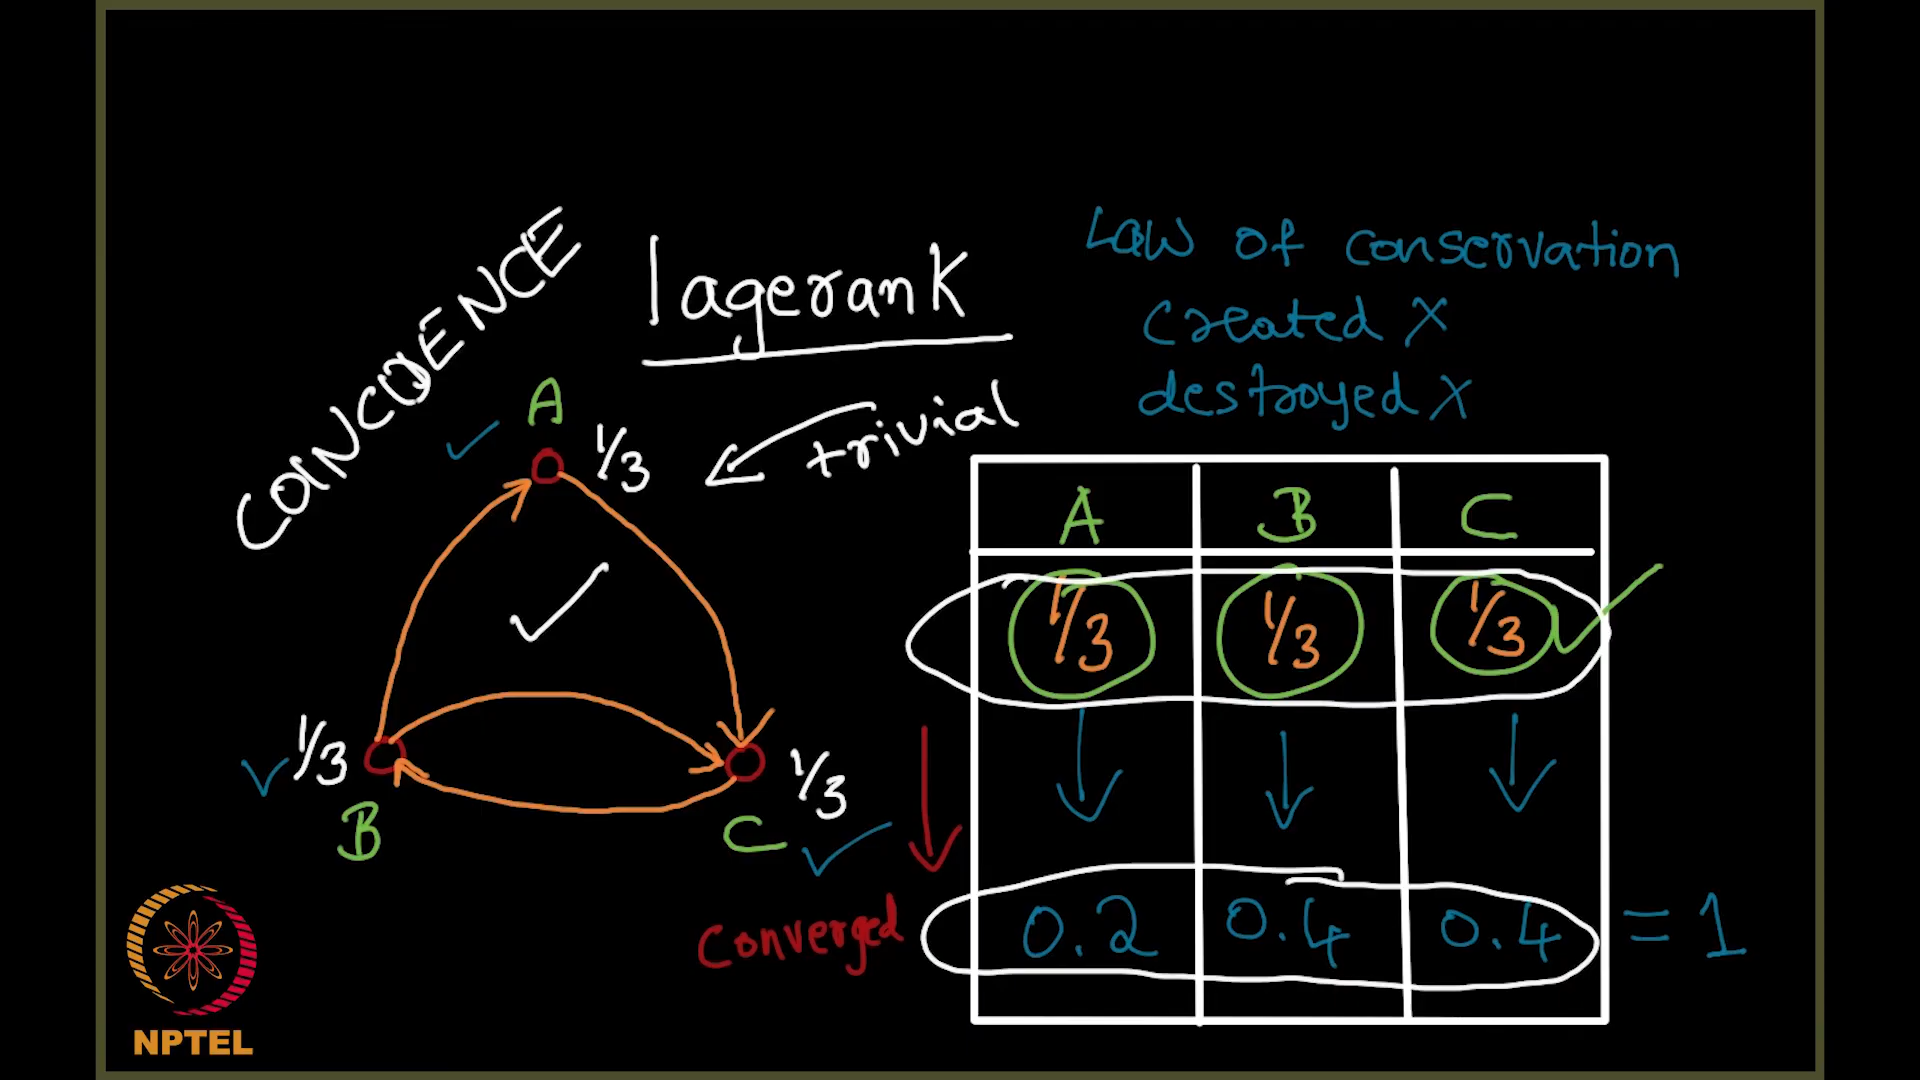 COINCIDENCE
Pagerank
Law of conservation
created X
destroyed X
trivial
A
1/3
1/3
B
1/3
C
A B C
1/3 1/3 1/3
Converged
0.2 0.4 0.4 = 1
NPTEL